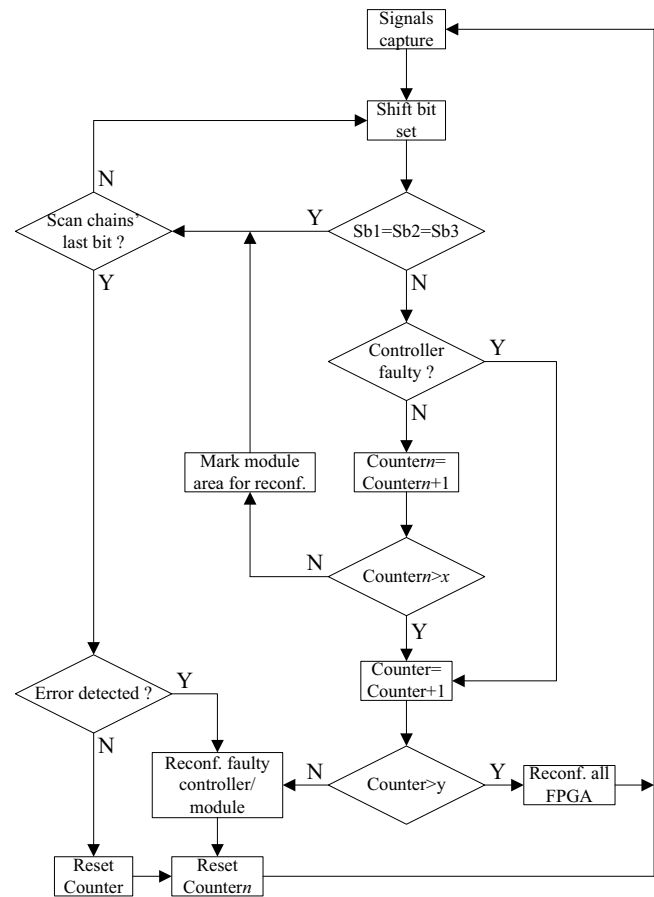 Signals
capture
Shift bit
set
N
Scan chains'
last bit ?
Y
Sb1=Sb2=Sb3
Y
N
Controller
faulty ?
Y
N
Mark module
area for reconf.
Countern=
Countern+1
N
Countern>x
Y
Counter=
Counter+1
Error detected ?
Y
N
Reconf. faulty
controller/
module
N
Counter>y
Y
Reconf. all
FPGA
Reset
Counter
Reset
Countern